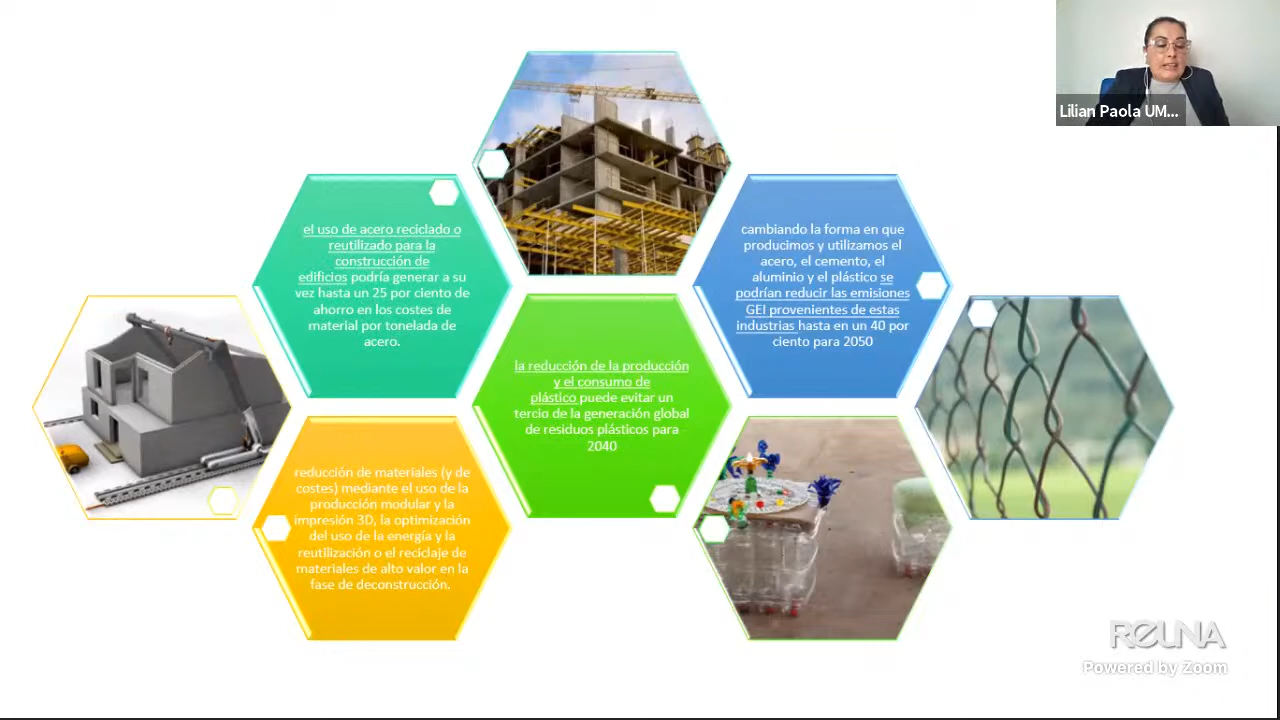 Lilian Paola UM...
el uso de acero reciclado o
reutilizado para la
construcción de
edificios podría generar a su
vez hasta un 25 por ciento de
ahorro en los costes de
material por tonelada de
acero.
cambiando la forma en que
producimos y utilizamos el
acero, el cemento, el
aluminio y el plástico se
podrían reducir las emisiones
GEI provenientes de estas
industrias hasta en un 40 por
ciento para 2050
la reducción de la producción
y el consumo de
plástico puede evitar un
tercio de la generación global
de residuos plásticos para
2040
reducción de materiales (y de
costes) mediante el uso de la
producción modular y la
impresión 3D, la optimización
del uso de la energía y la
reutilización o el reciclaje de
materiales de alto valor en la
fase de deconstrucción.
REUNA
Powered by Zoom